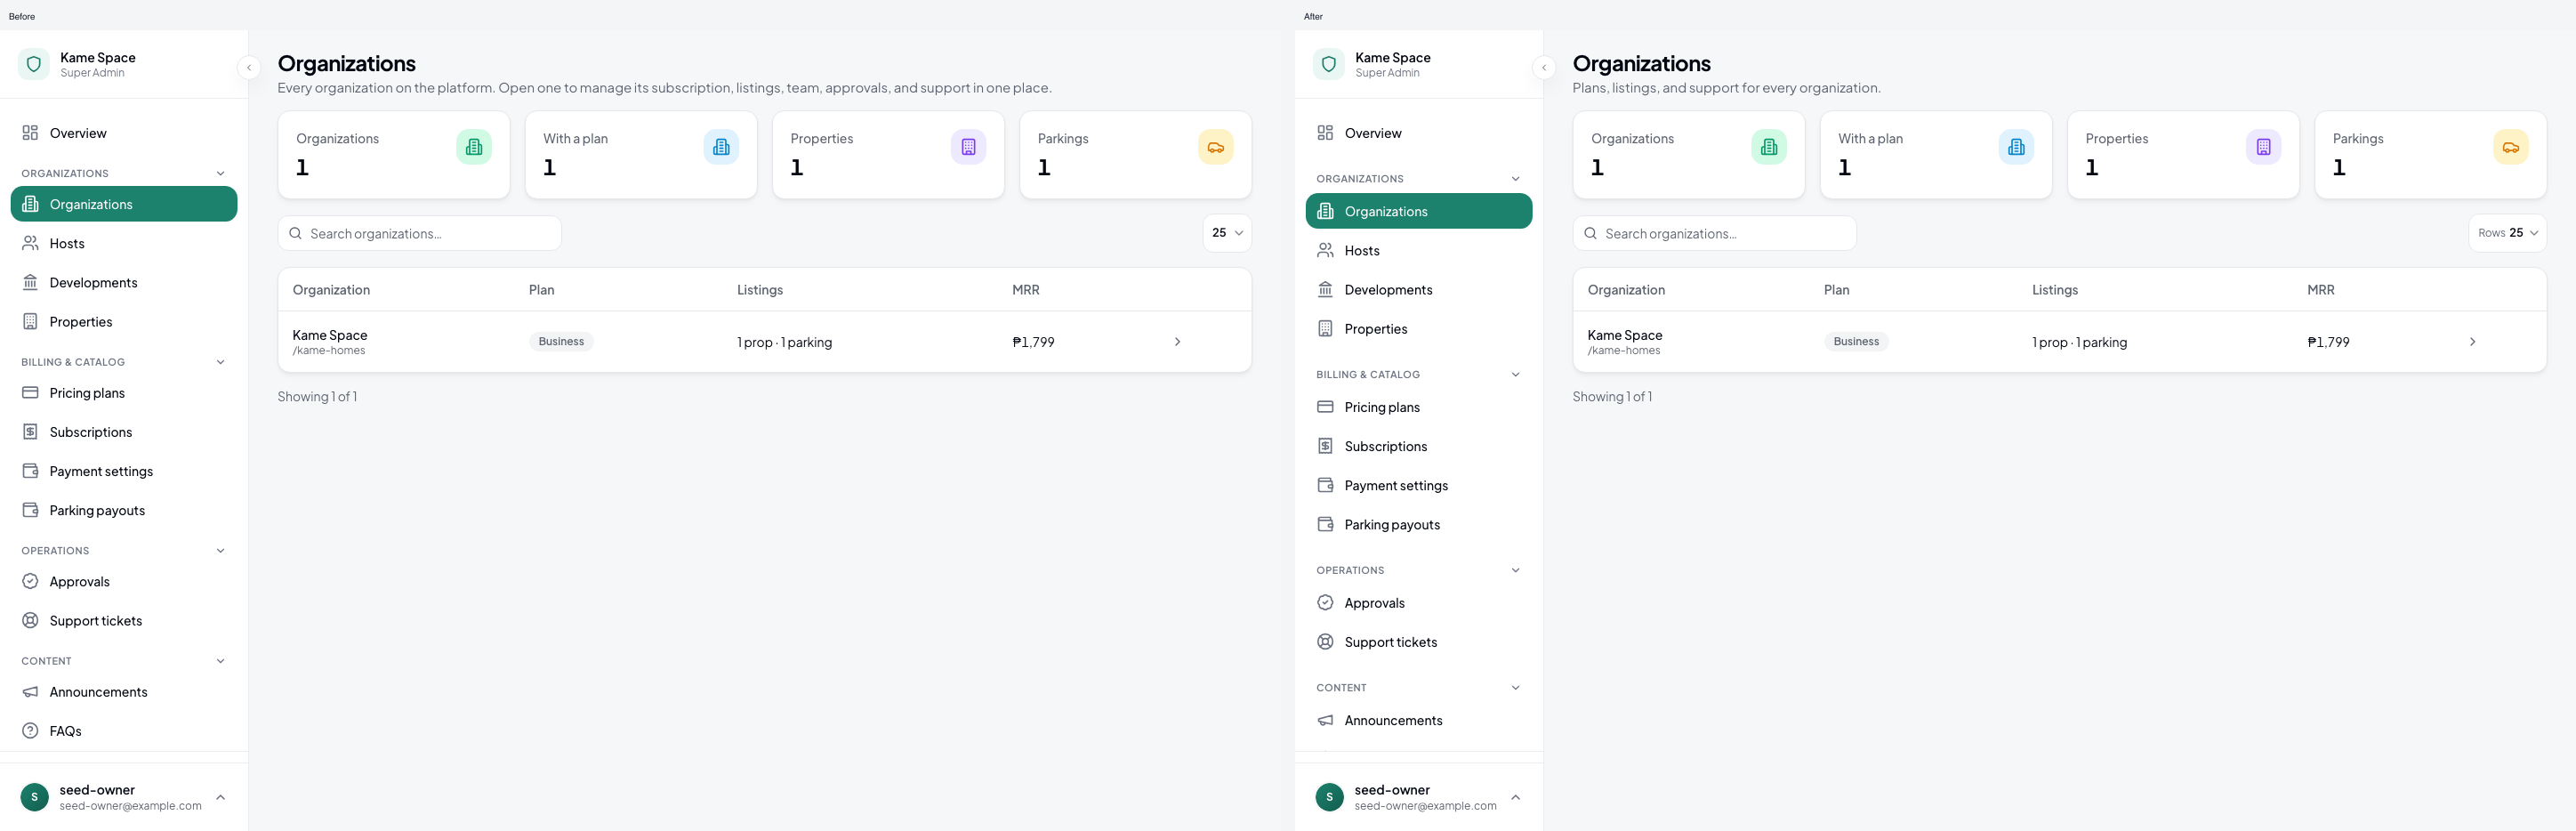 Before
Kame Space
Super Admin
Overview
ORGANIZATIONS
Organizations
Hosts
Developments
Properties
BILLING & CATALOG
Pricing plans
Subscriptions
Payment settings
Parking payouts
OPERATIONS
Approvals
Support tickets
CONTENT
Announcements
FAQs
S
seed-owner
seed-owner@example.com
Organizations
Every organization on the platform. Open one to manage its subscription, listings, team, approvals, and support in one place.
Organizations
1
With a plan
1
Properties
1
Parkings
1
Search organizations...
25
Organization Plan Listings MRR
Kame Space Business 1 prop · 1 parking ₱1,799
/kame-homes
Showing 1 of 1
After
Kame Space
Super Admin
Overview
ORGANIZATIONS
Organizations
Hosts
Developments
Properties
BILLING & CATALOG
Pricing plans
Subscriptions
Payment settings
Parking payouts
OPERATIONS
Approvals
Support tickets
CONTENT
Announcements
S
seed-owner
seed-owner@example.com
Organizations
Plans, listings, and support for every organization.
Organizations
1
With a plan
1
Properties
1
Parkings
1
Search organizations...
Rows 25
Organization Plan Listings MRR
Kame Space Business 1 prop · 1 parking ₱1,799
/kame-homes
Showing 1 of 1